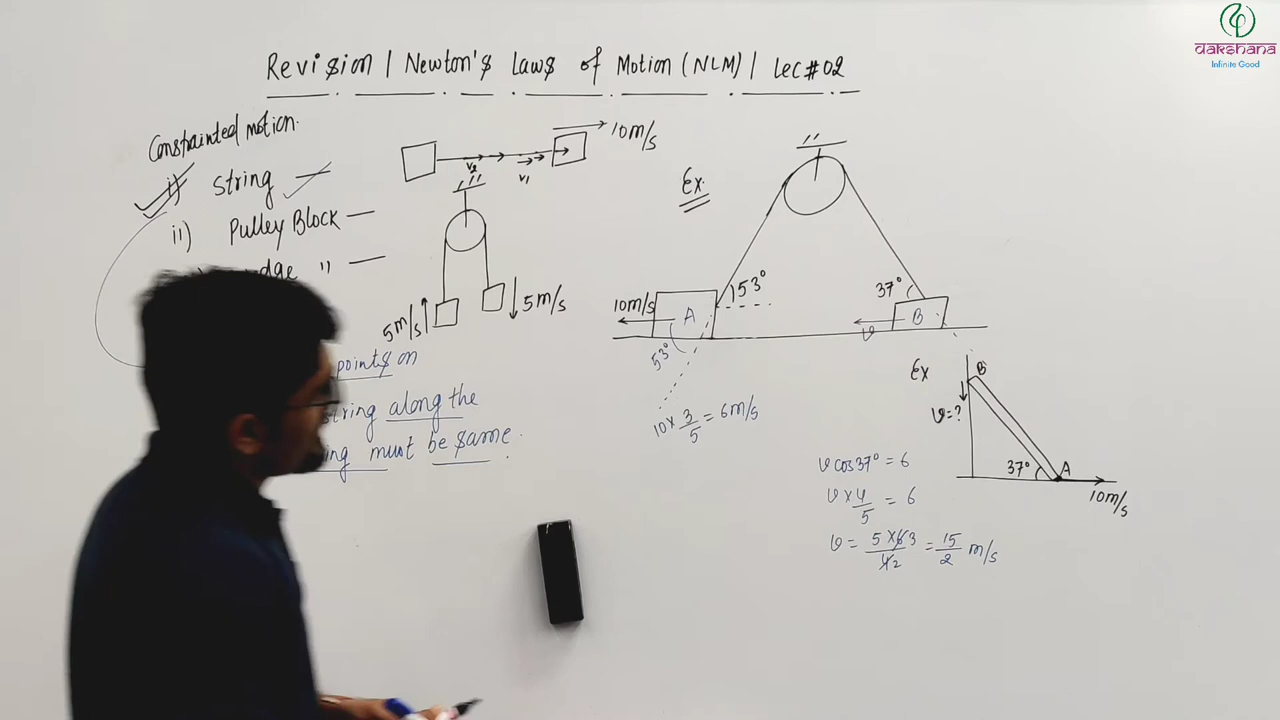 Revision | Newton's Laws of Motion (NLM) | Lec # 02
dakshana
Infinite Good
Constrainted motion.
i) string
ii) Pulley Block —
" —
points on
string along the
must be same.
10m/s
v2
v1
5m/s
5m/s
Ex.
53°
37°
10m/s
A
B
v
53°
10 × 3/5 = 6m/s
v cos37° = 6
v × 4/5 = 6
v = 5×6 3/4 2 = 15/2 m/s
Ex
B
v=?
37°
A
10m/s